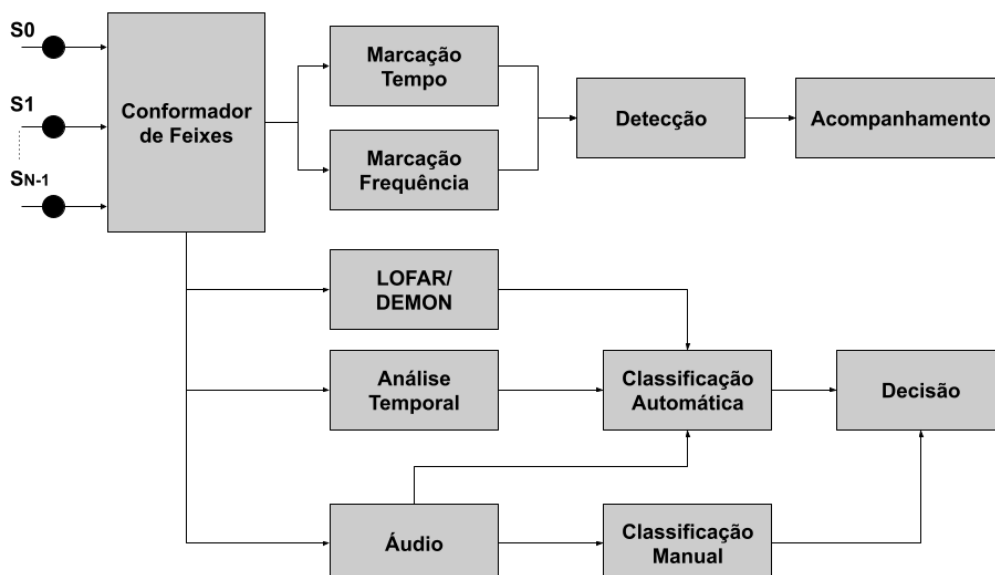 S0
S1
SN-1
Conformador
de Feixes
Marcação
Tempo
Marcação
Frequência
Detecção
Acompanhamento
LOFAR/
DEMON
Análise
Temporal
Classificação
Automática
Decisão
Áudio
Classificação
Manual